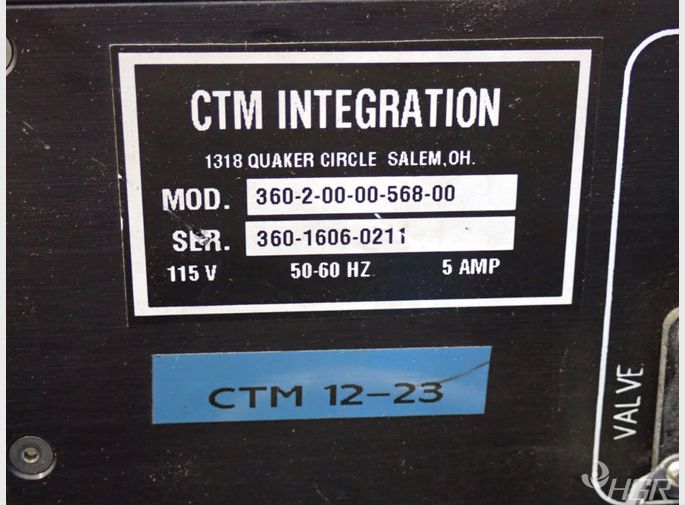 CTM INTEGRATION
1318 QUAKER CIRCLE SALEM,OH.
MOD. 360-2-00-00-568-00
SER. 360-1606-0211
115 V 50-60 HZ 5 AMP
CTM 12-23
VALVE
HGR